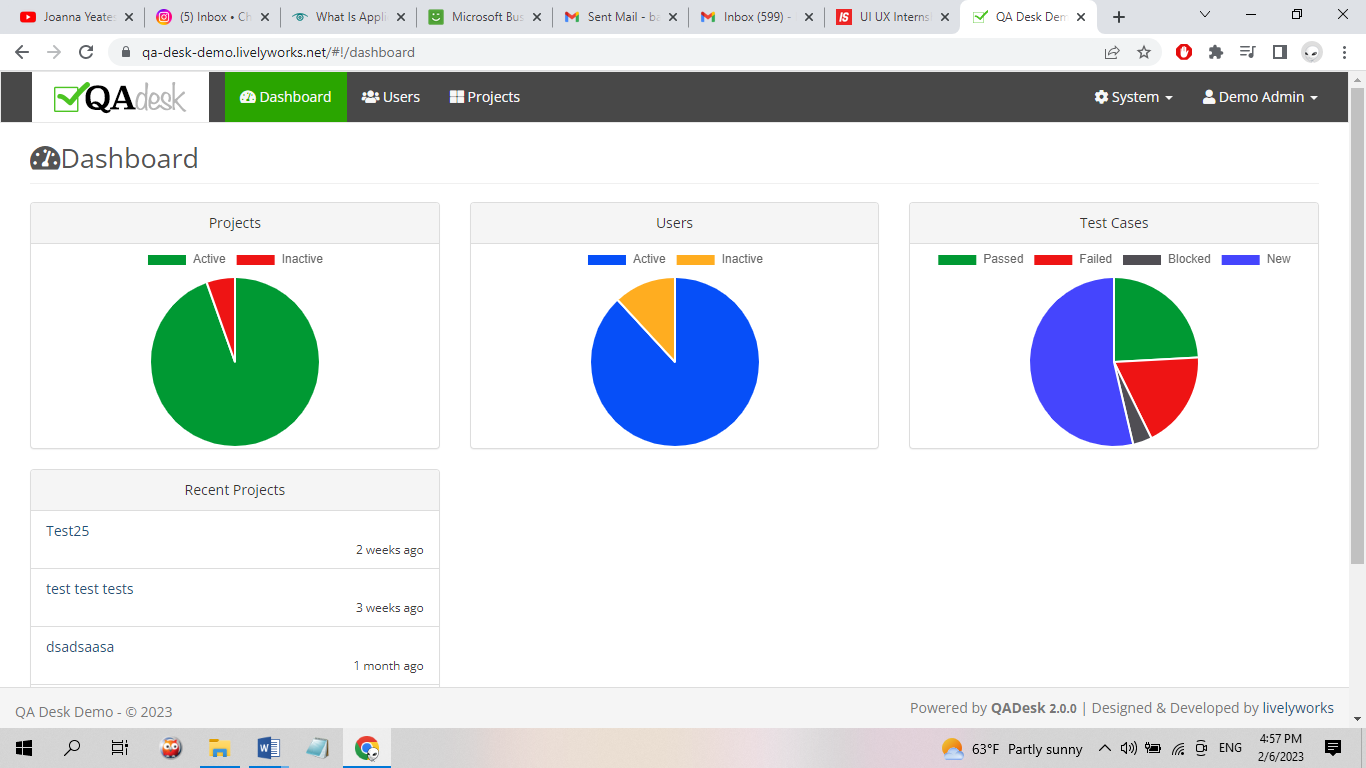 Joanna Yeate
(5) Inbox • Ch
What Is Appli
Microsoft Bus
Sent Mail - ba
Inbox (599) -
UI UX Interns
QA Desk Dem
qa-desk-demo.livelyworks.net/#!/dashboard
QAdesk
Dashboard
Users
Projects
System
Demo Admin
Dashboard
Projects
Active
Inactive
Users
Active
Inactive
Test Cases
Passed
Failed
Blocked
New
Recent Projects
Test25
2 weeks ago
test test tests
3 weeks ago
dsadsaasa
1 month ago
QA Desk Demo - © 2023
Powered by QADesk 2.0.0 | Designed & Developed by livelyworks
63°F Partly sunny
ENG
4:57 PM
2/6/2023